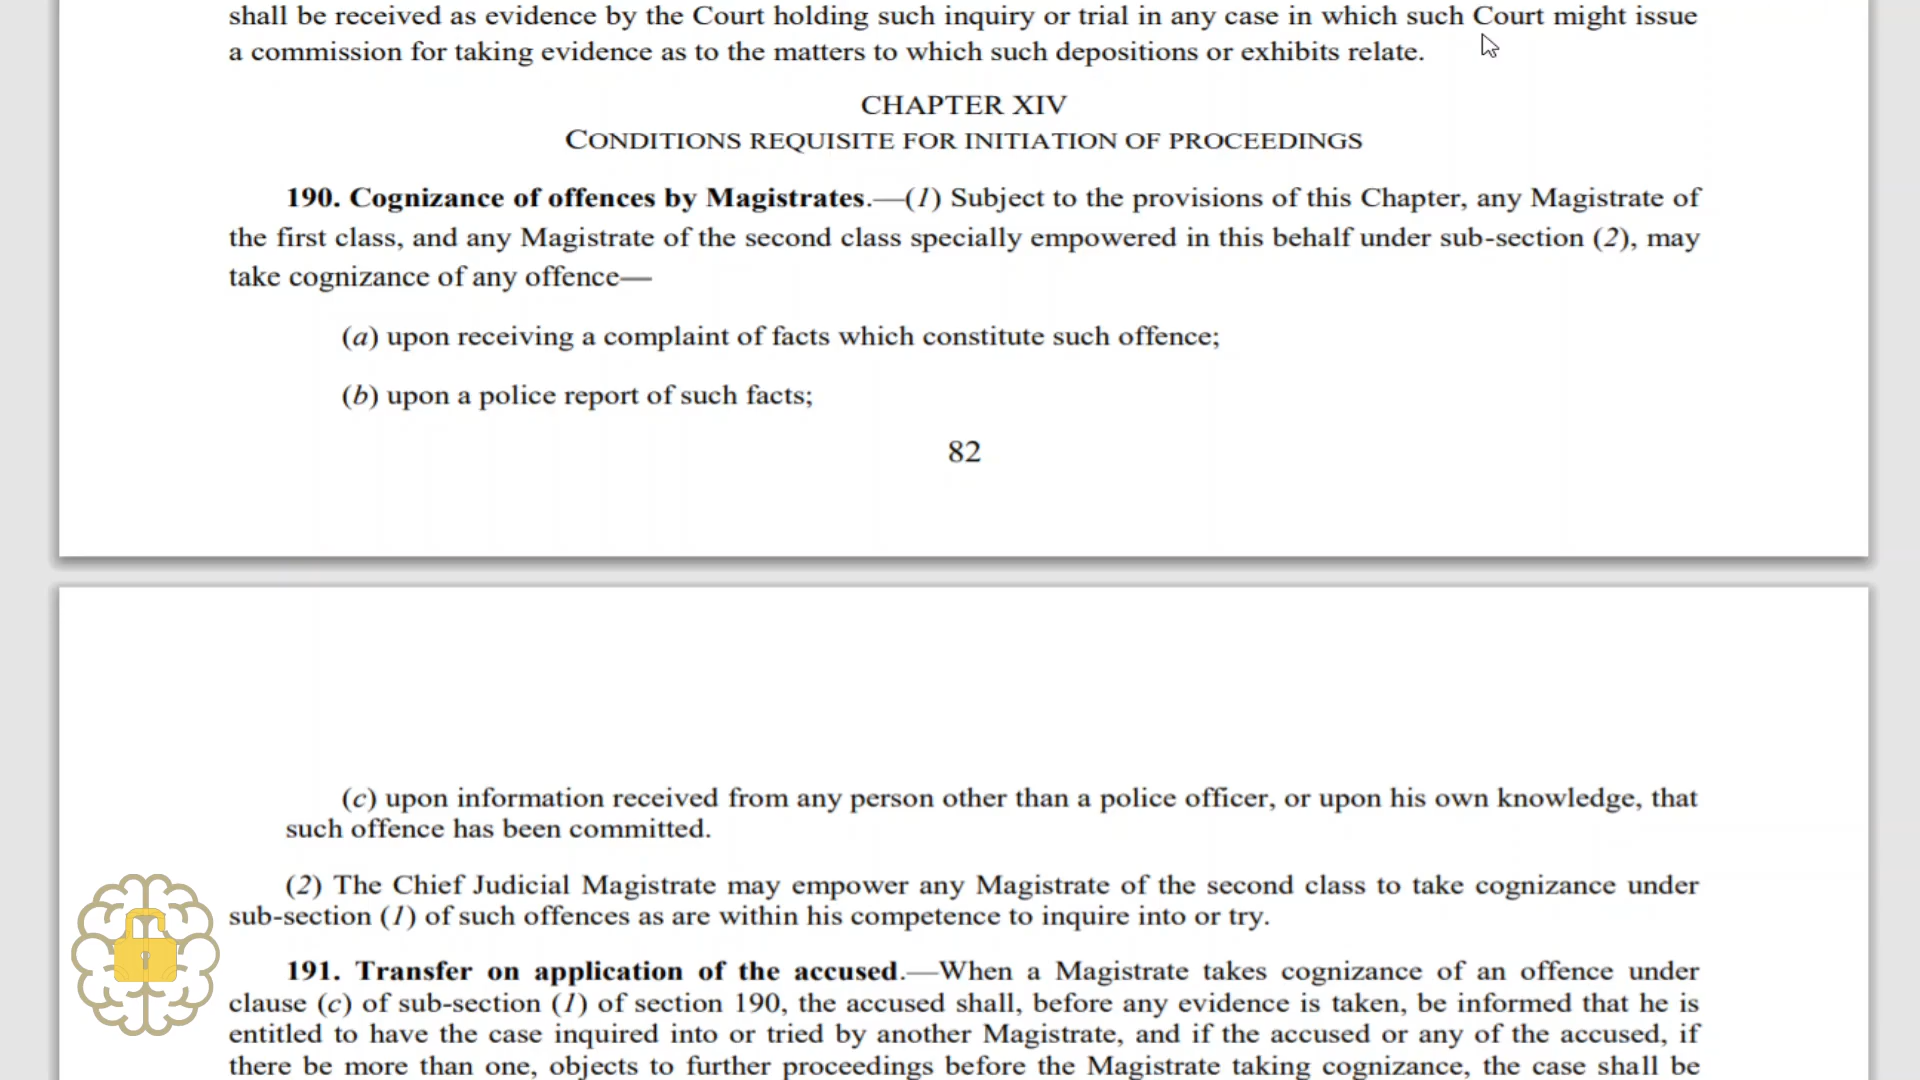 shall be received as evidence by the Court holding such inquiry or trial in any case in which such Court might issue
a commission for taking evidence as to the matters to which such depositions or exhibits relate.
CHAPTER XIV
CONDITIONS REQUISITE FOR INITIATION OF PROCEEDINGS
190. Cognizance of offences by Magistrates.—(1) Subject to the provisions of this Chapter, any Magistrate of
the first class, and any Magistrate of the second class specially empowered in this behalf under sub-section (2), may
take cognizance of any offence—
(a) upon receiving a complaint of facts which constitute such offence;
(b) upon a police report of such facts;
82
(c) upon information received from any person other than a police officer, or upon his own knowledge, that
such offence has been committed.
(2) The Chief Judicial Magistrate may empower any Magistrate of the second class to take cognizance under
sub-section (1) of such offences as are within his competence to inquire into or try.
191. Transfer on application of the accused.—When a Magistrate takes cognizance of an offence under
clause (c) of sub-section (1) of section 190, the accused shall, before any evidence is taken, be informed that he is
entitled to have the case inquired into or tried by another Magistrate, and if the accused or any of the accused, if
there be more than one, objects to further proceedings before the Magistrate taking cognizance, the case shall be